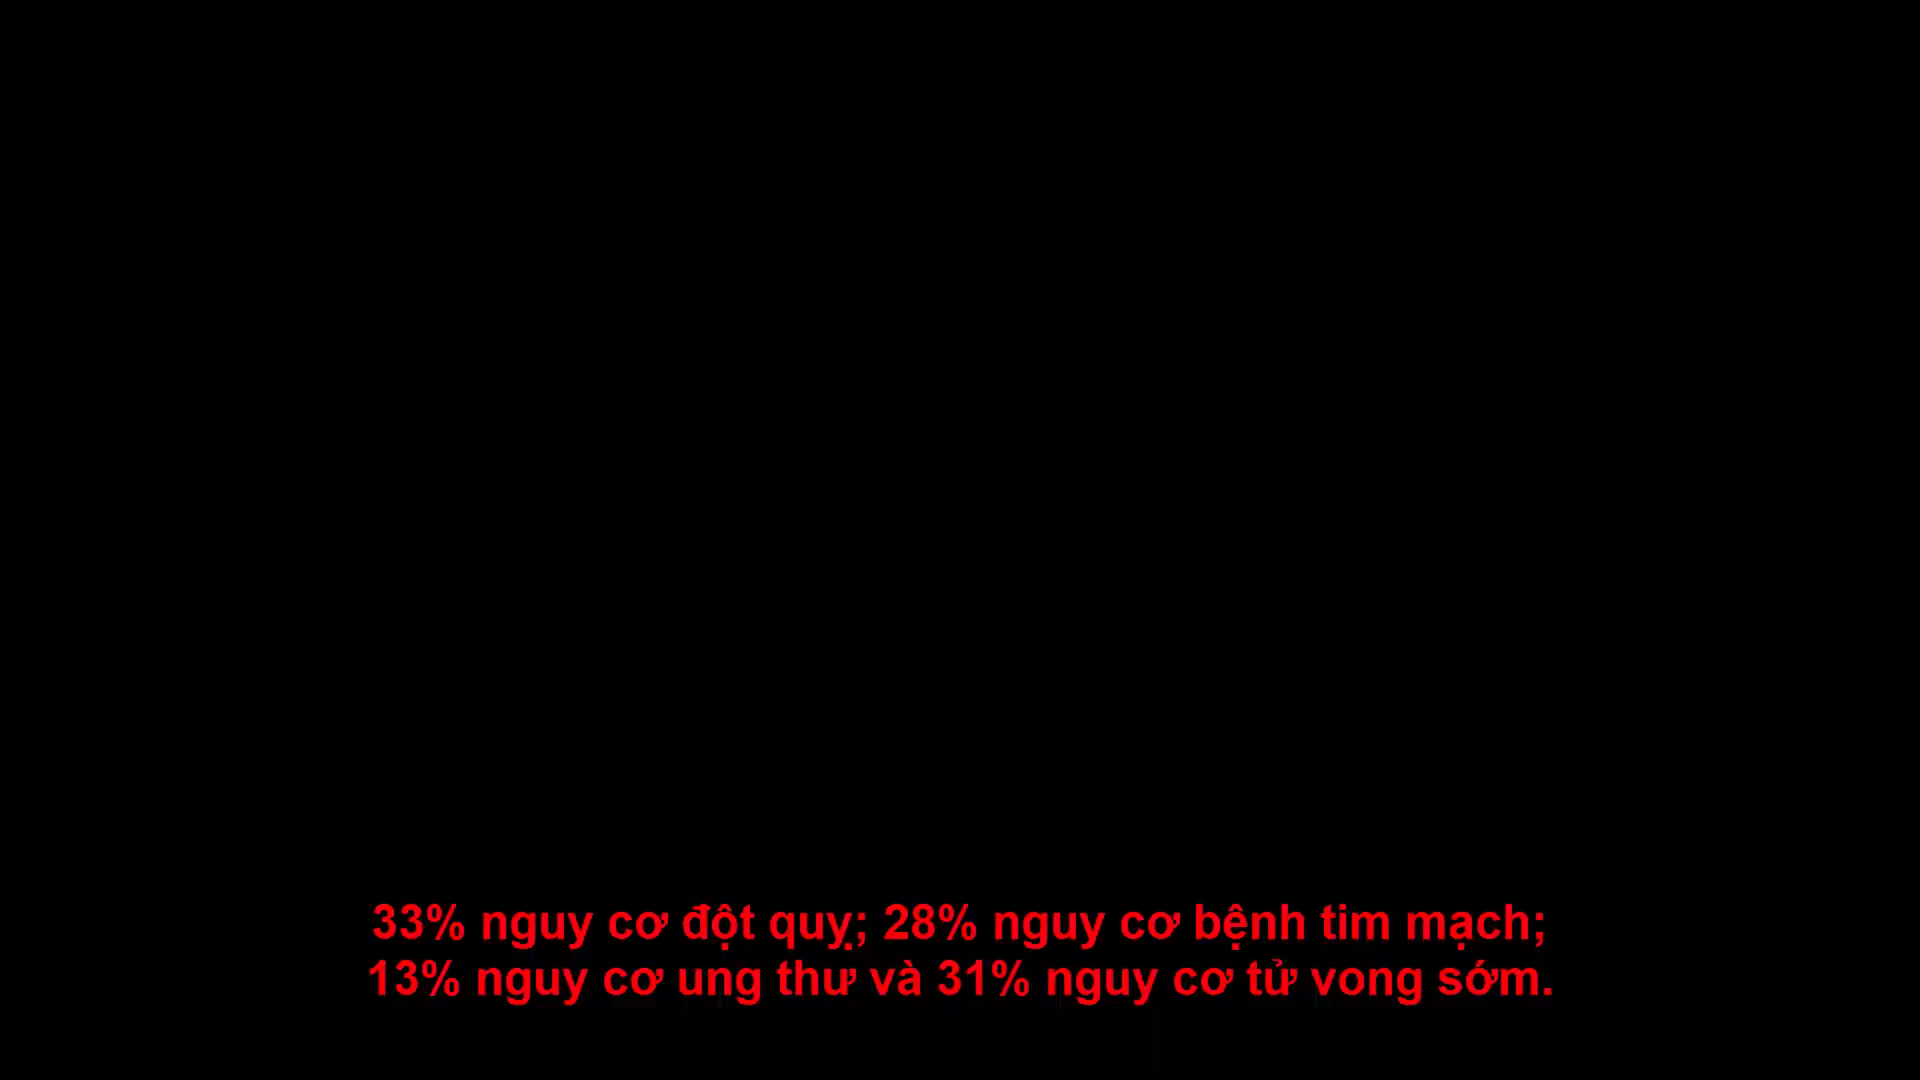 33% nguy cơ đột quỵ; 28% nguy cơ bệnh tim mạch;
13% nguy cơ ung thư và 31% nguy cơ tử vong sớm.